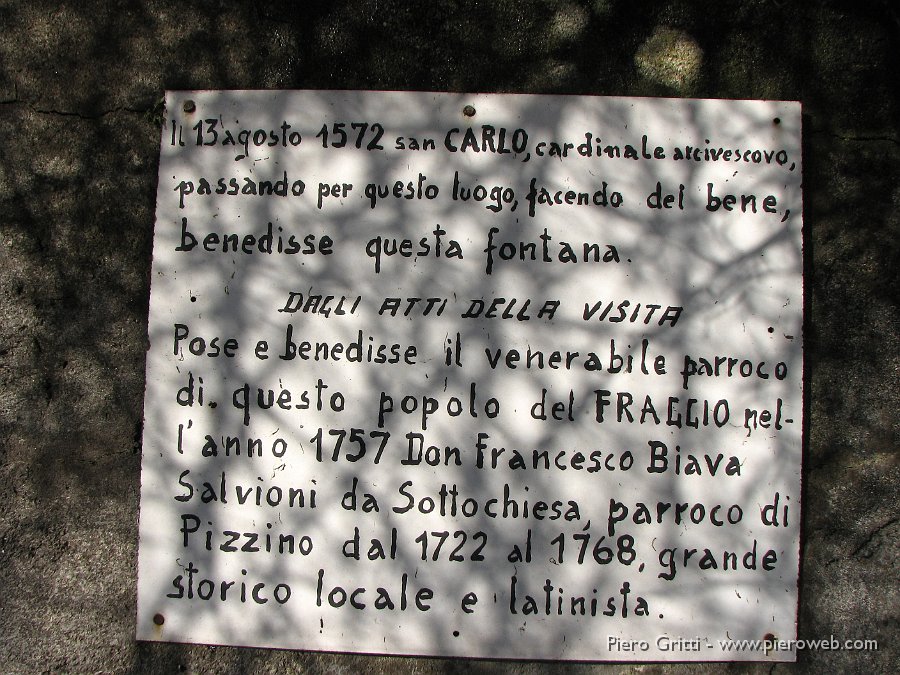 Il 13 agosto 1572 san CARLO, cardinale arcivescovo,
passando per questo luogo, facendo del bene,
benedisse questa fontana.
DAGLI ATTI DELLA VISITA
Pose e benedisse il venerabile parroco
di questo popolo del FRAGGIO nel-
l'anno 1757 Don Francesco Biava
Salvioni da Sottochiesa, parroco di
Pizzino dal 1722 al 1768, grande
storico locale e latinista.
Piero Gritti - www.pieroweb.com